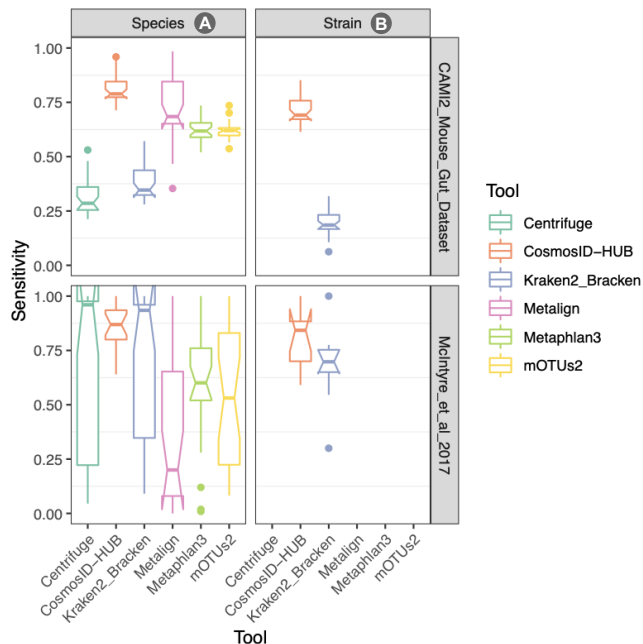 Species A
Strain B
1.00
0.75
0.50
0.25
0.00
CAMI2_Mouse_Gut_Dataset
Sensitivity
1.00
0.75
0.50
0.25
0.00
McIntyre_et_al_2017
Centrifuge
CosmosID-HUB
Kraken2_Bracken
Metalign
Metaphlan3
mOTUs2
Centrifuge
CosmosID-HUB
Kraken2_Bracken
Metalign
Metaphlan3
mOTUs2
Tool
Tool
Centrifuge
CosmosID-HUB
Kraken2_Bracken
Metalign
Metaphlan3
mOTUs2